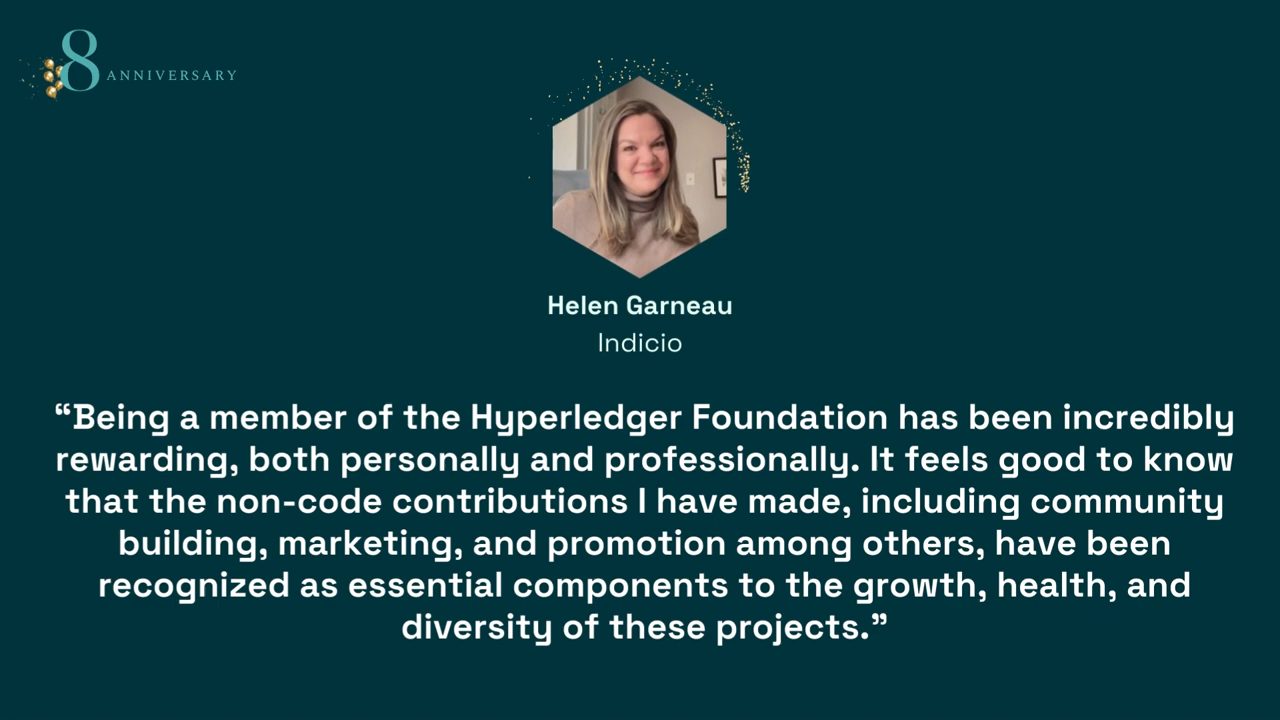 8 ANNIVERSARY
Helen Garneau
Indicio
“Being a member of the Hyperledger Foundation has been incredibly
rewarding, both personally and professionally. It feels good to know
that the non-code contributions I have made, including community
building, marketing, and promotion among others, have been
recognized as essential components to the growth, health, and
diversity of these projects.”